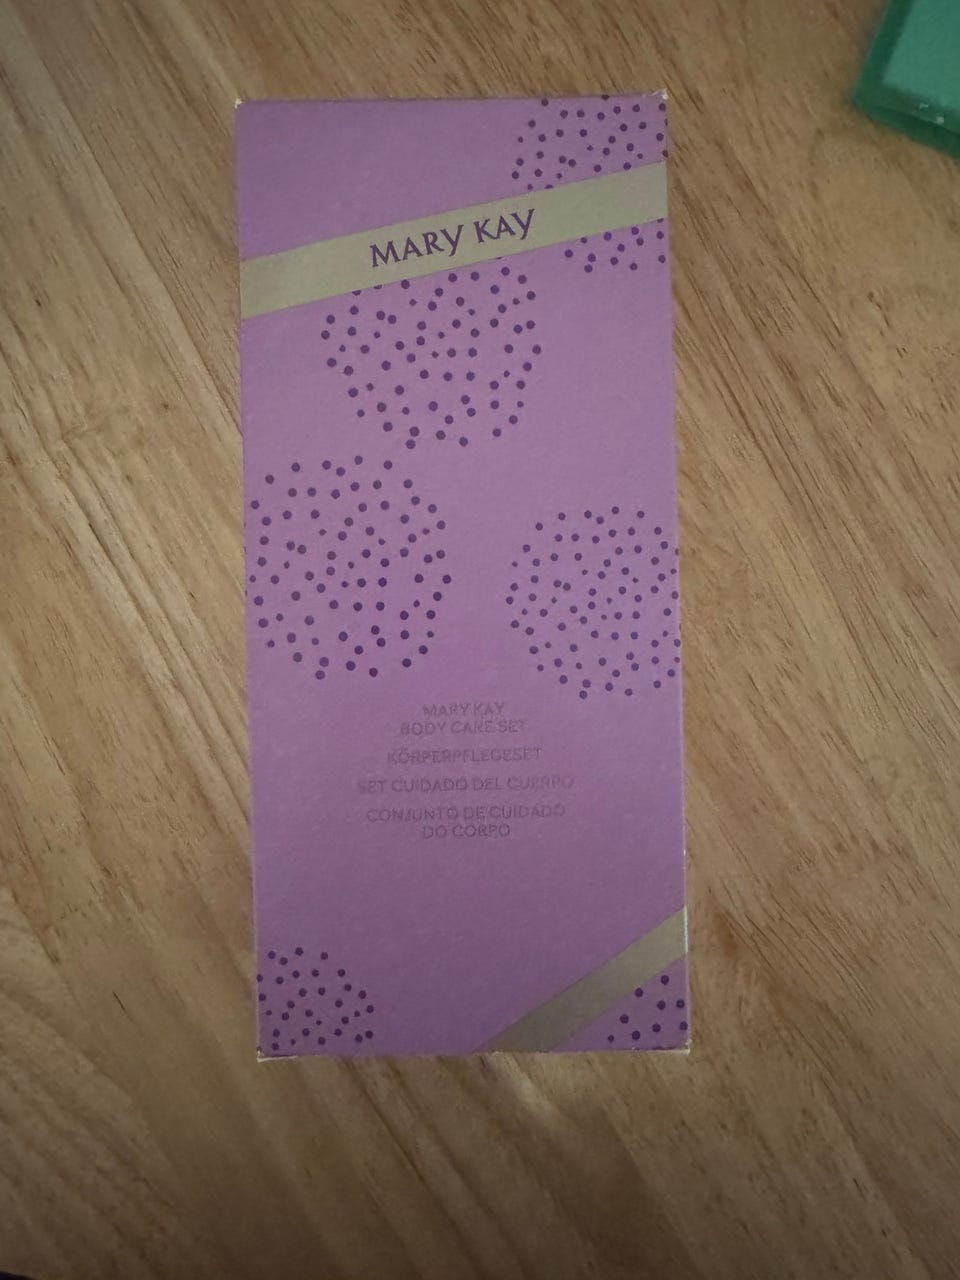 MARY KAY
MARY KAY
BODY CARE SET
KÖRPERPFLEGESET
SET CUIDADO DEL CUERPO
CONJUNTO DE CUIDADO
DO CORPO